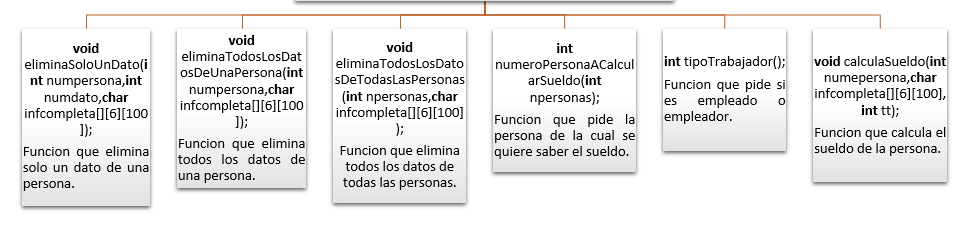 void
eliminaSoloUnDato(i
nt numpersona,int
numdato,char
infcompleta[][6][100
]);
Funcion que elimina
solo un dato de una
persona.
void
eliminaTodosLosDat
osDeUnaPersona(int
numpersona,char
infcompleta[][6][100
]);
Funcion que elimina
todos los datos de
una persona.
void
eliminaTodosLosDato
sDeTodasLasPersonas
(int npersonas,char
infcompleta[][6][100]
);
Funcion que elimina
todos los datos de
todas las personas.
int
numeroPersonaACalcul
arSueldo(int
npersonas);
Funcion que pide la
persona de la cual se
quiere saber el sueldo.
int tipoTrabajador();
Funcion que pide si
es empleado o
empleador.
void calculaSueldo(int
numepersona,char
infcompleta[][6][100],
int tt);
Funcion que calcula el
sueldo de la persona.